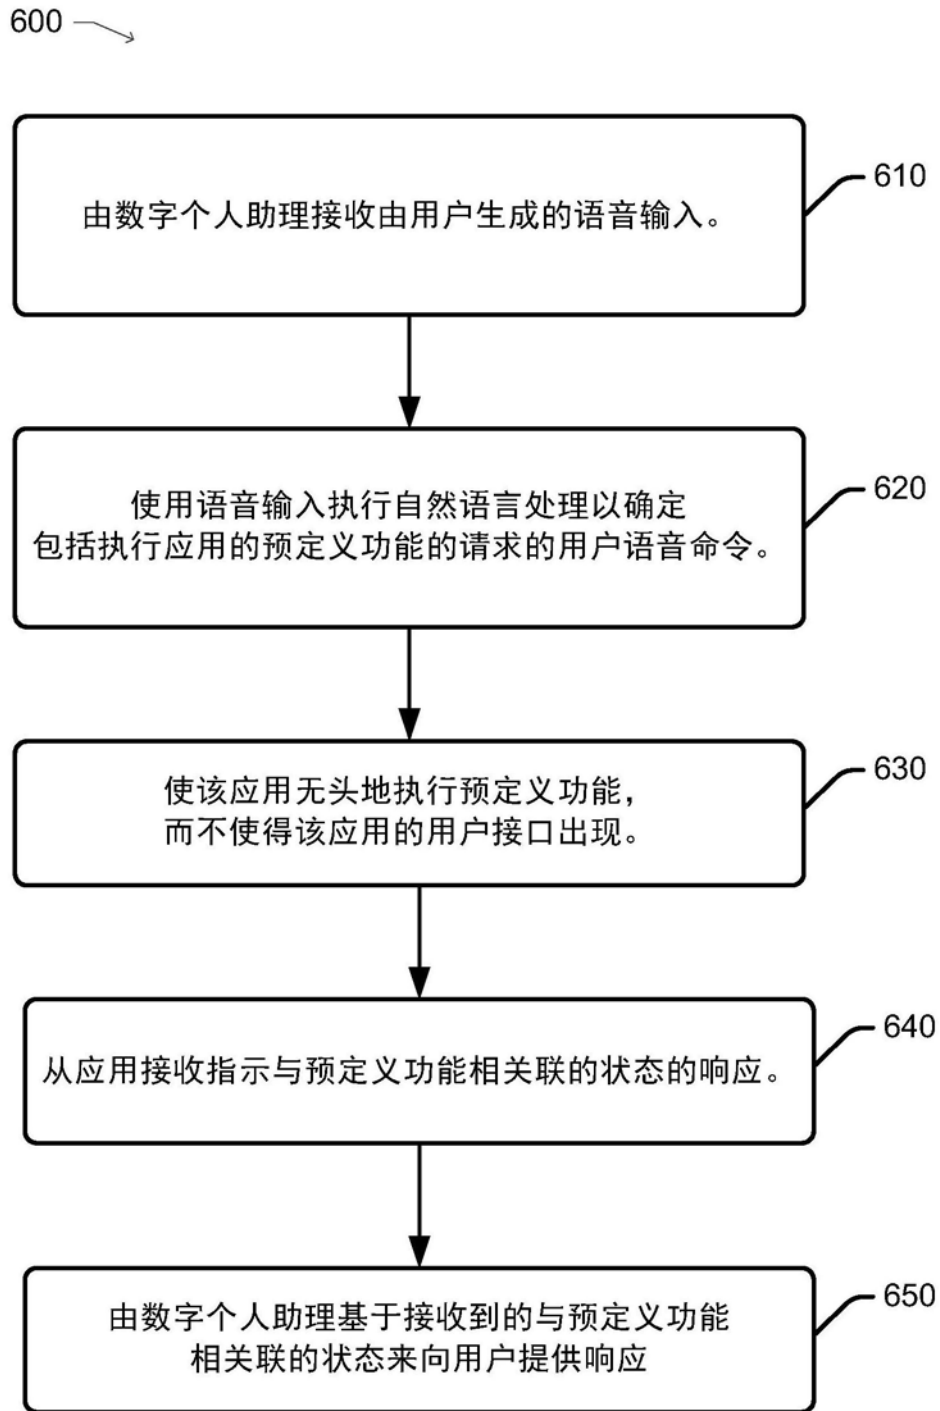 600
由数字个人助理接收由用户生成的语音输入。
610
使用语音输入执行自然语言处理以确定
包括执行应用的预定义功能的请求的用户语音命令。
620
使该应用无头地执行预定义功能，
而不使得该应用的用户接口出现。
630
从应用接收指示与预定义功能相关联的状态的响应。
640
由数字个人助理基于接收到的与预定义功能
相关联的状态来向用户提供响应
650